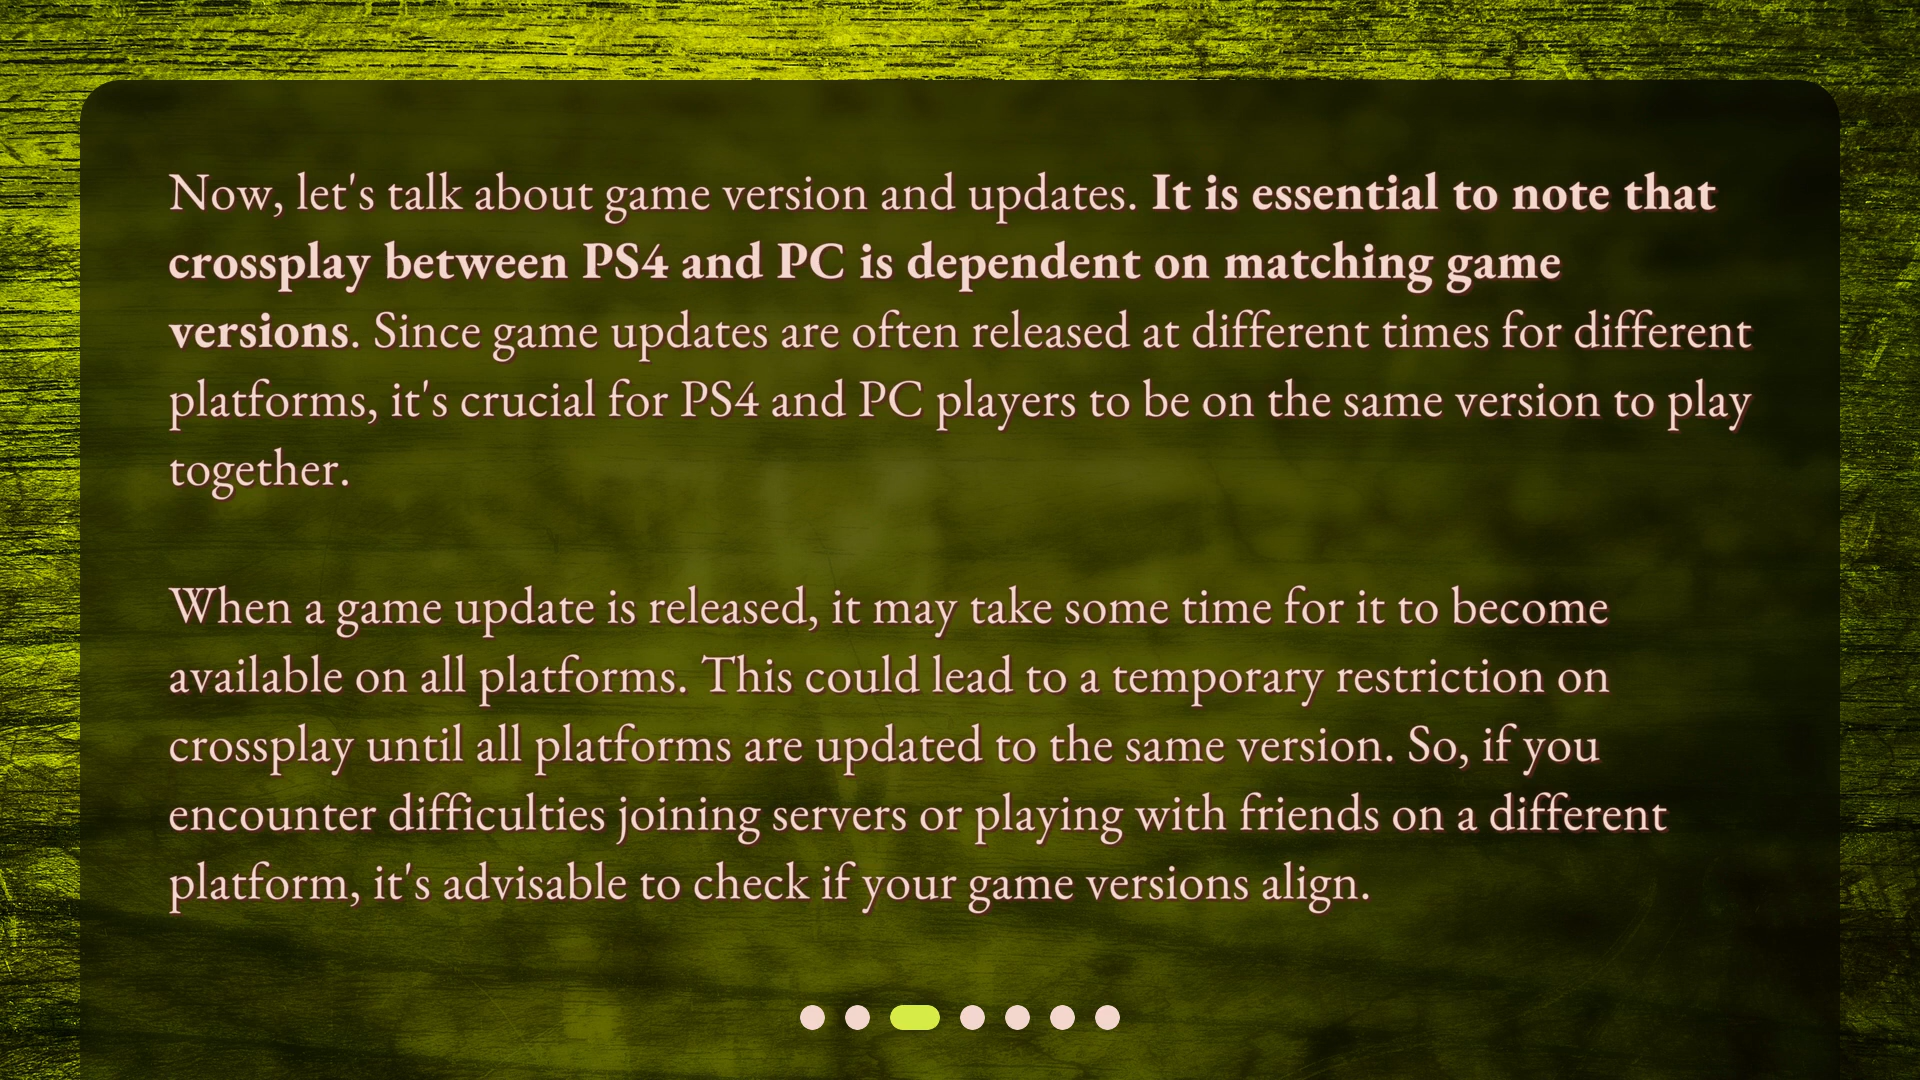 Now, let's talk about game version and updates. It is essential to note that
crossplay between PS4 and PC is dependent on matching game
versions. Since game updates are often released at different times for different
platforms, it's crucial for PS4 and PC players to be on the same version to play
together.
When a game update is released, it may take some time for it to become
available on all platforms. This could lead to a temporary restriction on
crossplay until all platforms are updated to the same version. So, if you
encounter difficulties joining servers or playing with friends on a different
platform, it's advisable to check if your game versions align.